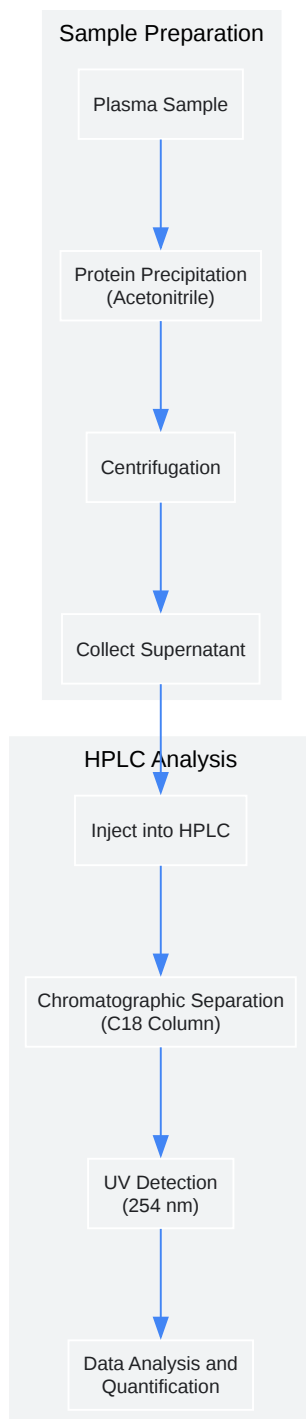 Sample Preparation
Plasma Sample
Protein Precipitation
(Acetonitrile)
Centrifugation
Collect Supernatant
HPLC Analysis
Inject into HPLC
Chromatographic Separation
(C18 Column)
UV Detection
(254 nm)
Data Analysis and
Quantification